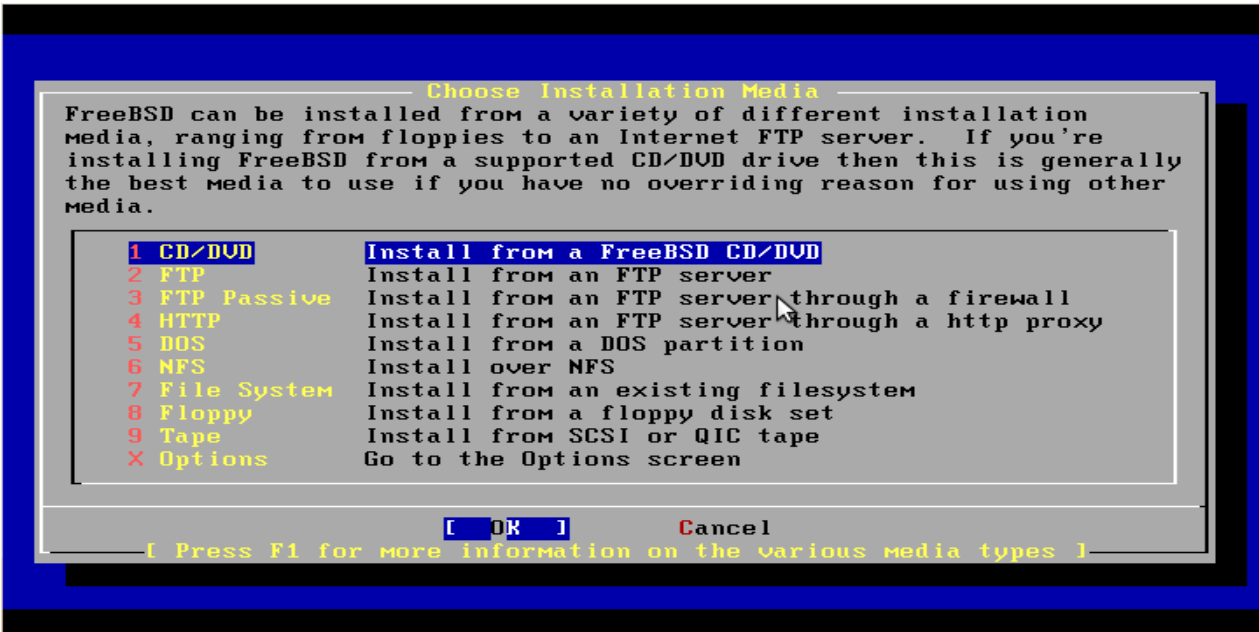 Choose Installation Media
FreeBSD can be installed from a variety of different installation
media, ranging from floppies to an Internet FTP server.  If you're
installing FreeBSD from a supported CD/DVD drive then this is generally
the best media to use if you have no overriding reason for using other
media.
1 CD/DVD Install from a FreeBSD CD/DVD
2 FTP Install from an FTP server
3 FTP Passive Install from an FTP server through a firewall
4 HTTP Install from an FTP server through a http proxy
5 DOS Install from a DOS partition
6 NFS Install over NFS
7 File System Install from an existing filesystem
8 Floppy Install from a floppy disk set
9 Tape Install from SCSI or QIC tape
X Options Go to the Options screen
[ OK ] Cancel
[ Press F1 for more information on the various media types ]